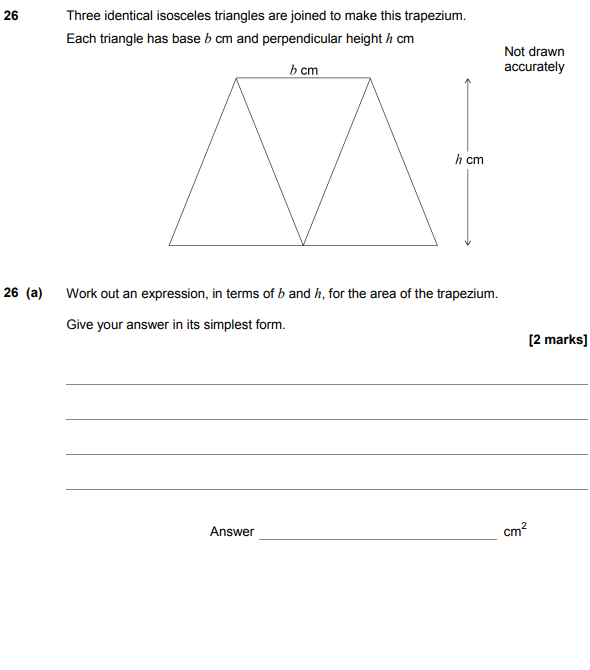 26 Three identical isosceles triangles are joined to make this trapezium.
Each triangle has base b cm and perpendicular height h cm
Not drawn
accurately
b cm
h cm
26 (a) Work out an expression, in terms of b and h, for the area of the trapezium.
Give your answer in its simplest form.
[2 marks]
Answer cm²